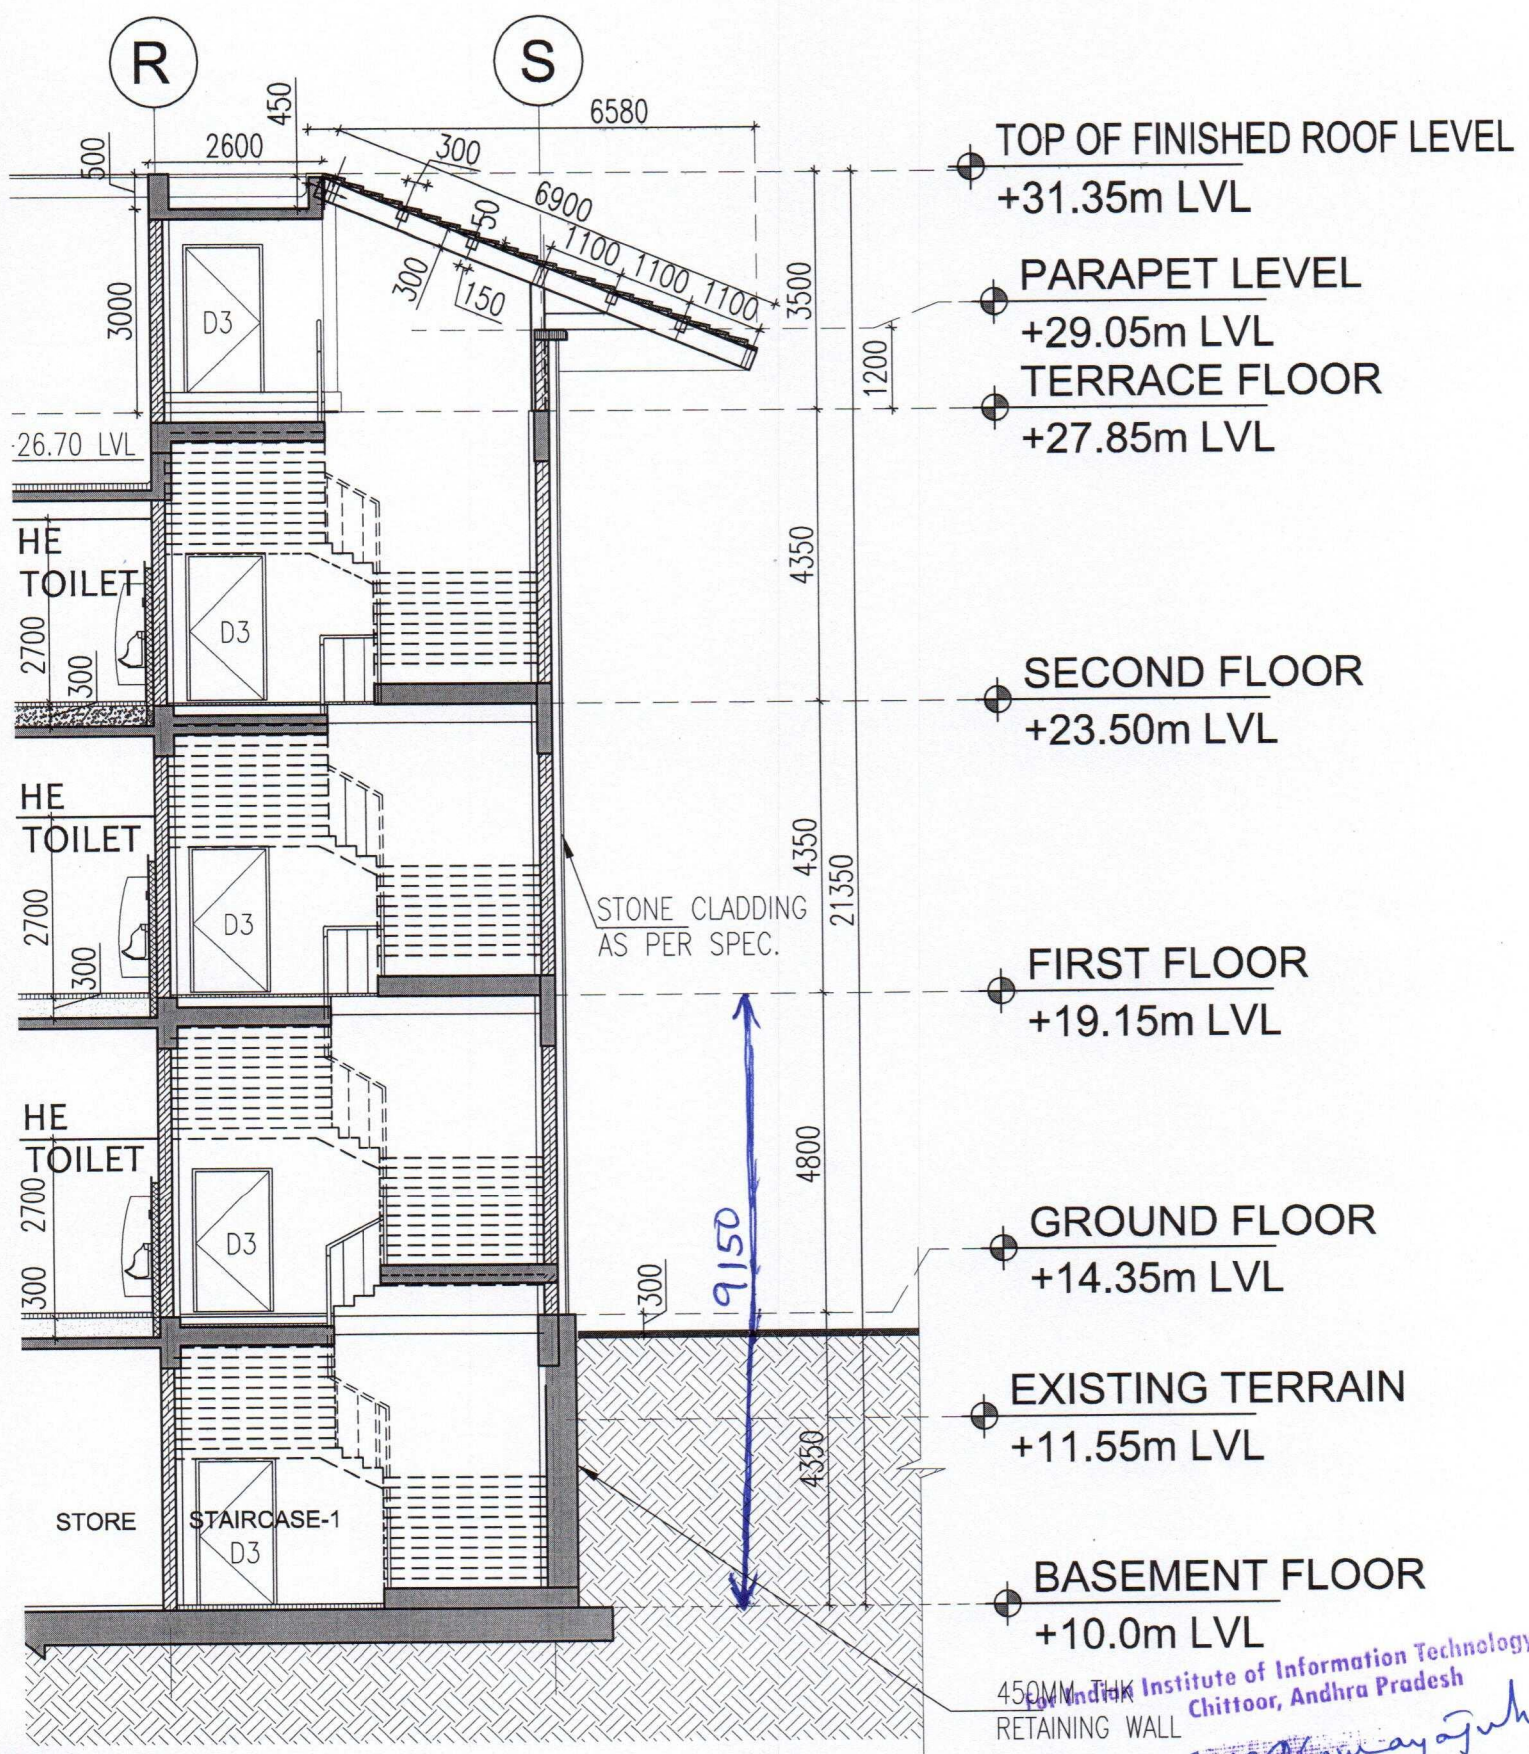 R
S
450
6580
500
2600
300
6900
50
1100
1100
1100
300
150
3500
3000
D3
1200
TOP OF FINISHED ROOF LEVEL
+31.35m LVL
PARAPET LEVEL
+29.05m LVL
TERRACE FLOOR
+27.85m LVL
26.70 LVL
HE
TOILET
2700
300
D3
4350
SECOND FLOOR
+23.50m LVL
HE
TOILET
2700
300
D3
4350
21350
STONE CLADDING
AS PER SPEC.
FIRST FLOOR
+19.15m LVL
HE
TOILET
2700
300
D3
4800
9150
300
GROUND FLOOR
+14.35m LVL
EXISTING TERRAIN
+11.55m LVL
4350
STORE
STAIRCASE-1
D3
BASEMENT FLOOR
+10.0m LVL
450MM THK
RETAINING WALL
For Indian Institute of Information Technology
Chittoor, Andhra Pradesh